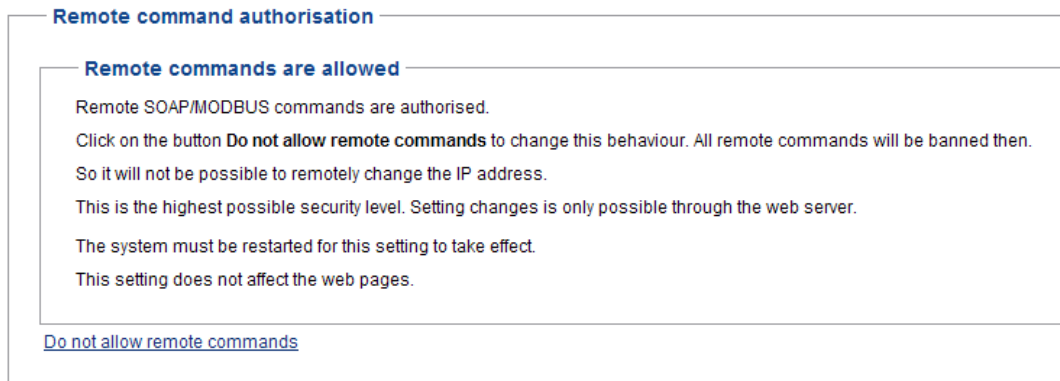 Remote command authorisation
Remote commands are allowed
Remote SOAP/MODBUS commands are authorised.
Click on the button Do not allow remote commands to change this behaviour. All remote commands will be banned then.
So it will not be possible to remotely change the IP address.
This is the highest possible security level. Setting changes is only possible through the web server.
The system must be restarted for this setting to take effect.
This setting does not affect the web pages.
Do not allow remote commands